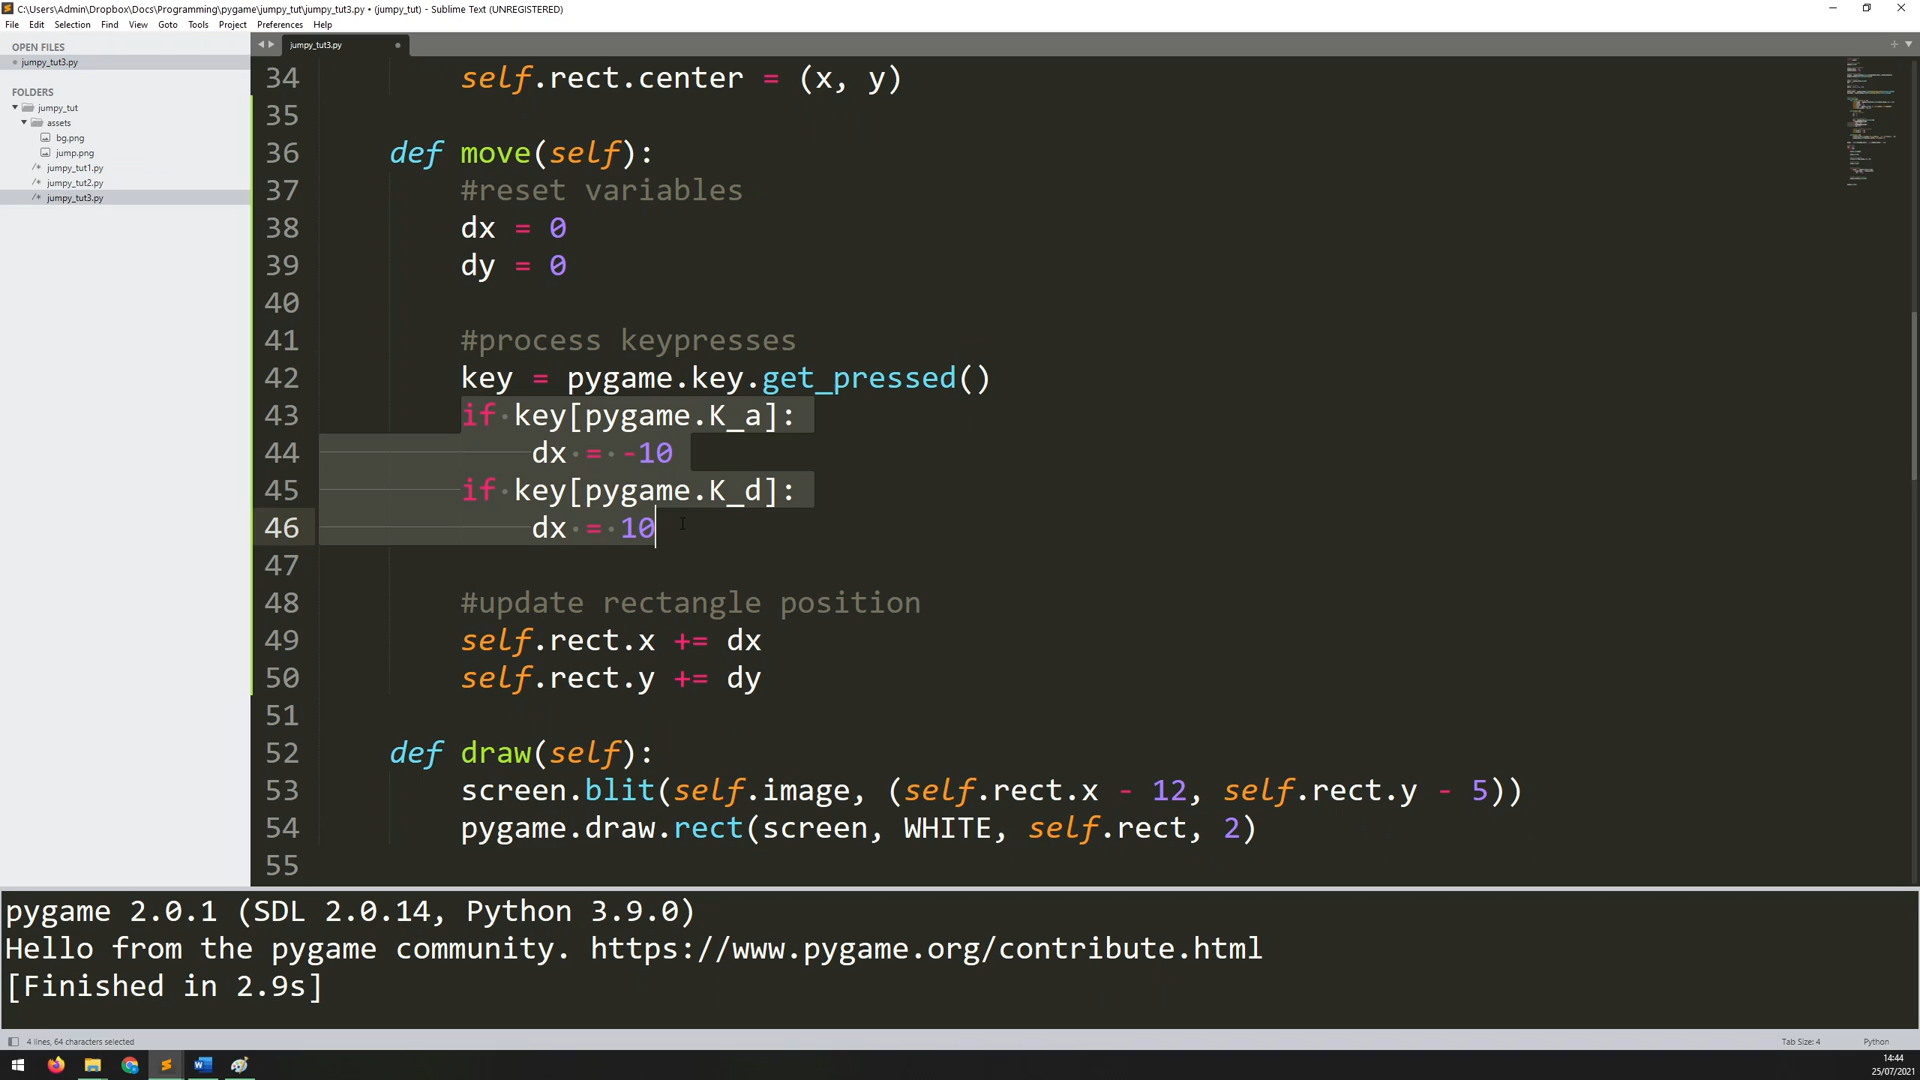 C:\Users\Admin\Dropbox\Docs\Programming\pygame\jumpy_tut\jumpy_tut3.py • (jumpy_tut) - Sublime Text (UNREGISTERED)
File Edit Selection Find View Goto Tools Project Preferences Help
OPEN FILES
jumpy_tut3.py
FOLDERS
jumpy_tut
assets
bg.png
jump.png
/* jumpy_tut1.py
/* jumpy_tut2.py
/* jumpy_tut3.py
jumpy_tut3.py
34 self.rect.center = (x, y)
35
36 def move(self):
37 #reset variables
38 dx = 0
39 dy = 0
40
41 #process keypresses
42 key = pygame.key.get_pressed()
43 if key[pygame.K_a]:
44 dx = -10
45 if key[pygame.K_d]:
46 dx = 10
47
48 #update rectangle position
49 self.rect.x += dx
50 self.rect.y += dy
51
52 def draw(self):
53 screen.blit(self.image, (self.rect.x - 12, self.rect.y - 5))
54 pygame.draw.rect(screen, WHITE, self.rect, 2)
55
pygame 2.0.1 (SDL 2.0.14, Python 3.9.0)
Hello from the pygame community. https://www.pygame.org/contribute.html
[Finished in 2.9s]
4 lines, 64 characters selected
Tab Size: 4
Python
14:44
25/07/2021